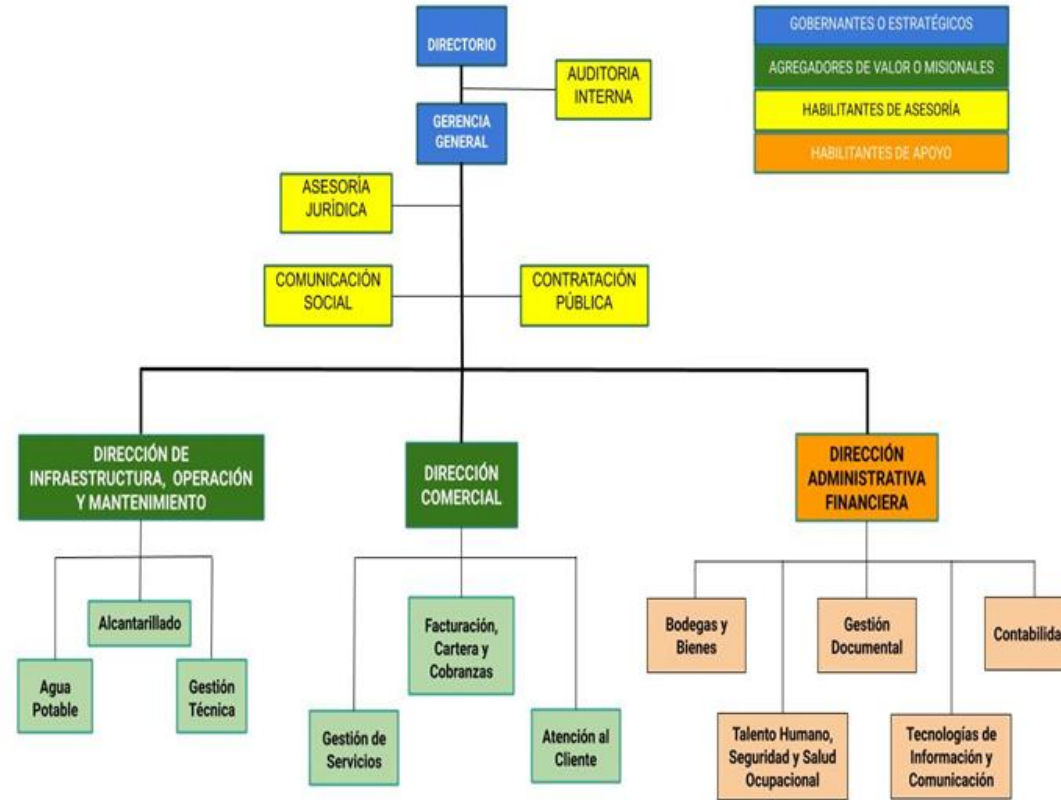 DIRECTORIO
AUDITORIA
INTERNA
GERENCIA
GENERAL
GOBERNANTES O ESTRATÉGICOS
AGREGADORES DE VALOR O MISIONALES
HABILITANTES DE ASESORÍA
HABILITANTES DE APOYO
ASESORÍA
JURÍDICA
COMUNICACIÓN
SOCIAL
CONTRATACIÓN
PÚBLICA
DIRECCIÓN DE
INFRAESTRUCTURA, OPERACIÓN
Y MANTENIMIENTO
DIRECCIÓN
COMERCIAL
DIRECCIÓN
ADMINISTRATIVA
FINANCIERA
Alcantarillado
Agua
Potable
Gestión
Técnica
Facturación,
Cartera y
Cobranzas
Gestión de
Servicios
Atención al
Cliente
Bodegas y
Bienes
Gestión
Documental
Contabilida
Talento Humano,
Seguridad y Salud
Ocupacional
Tecnologías de
Información y
Comunicación